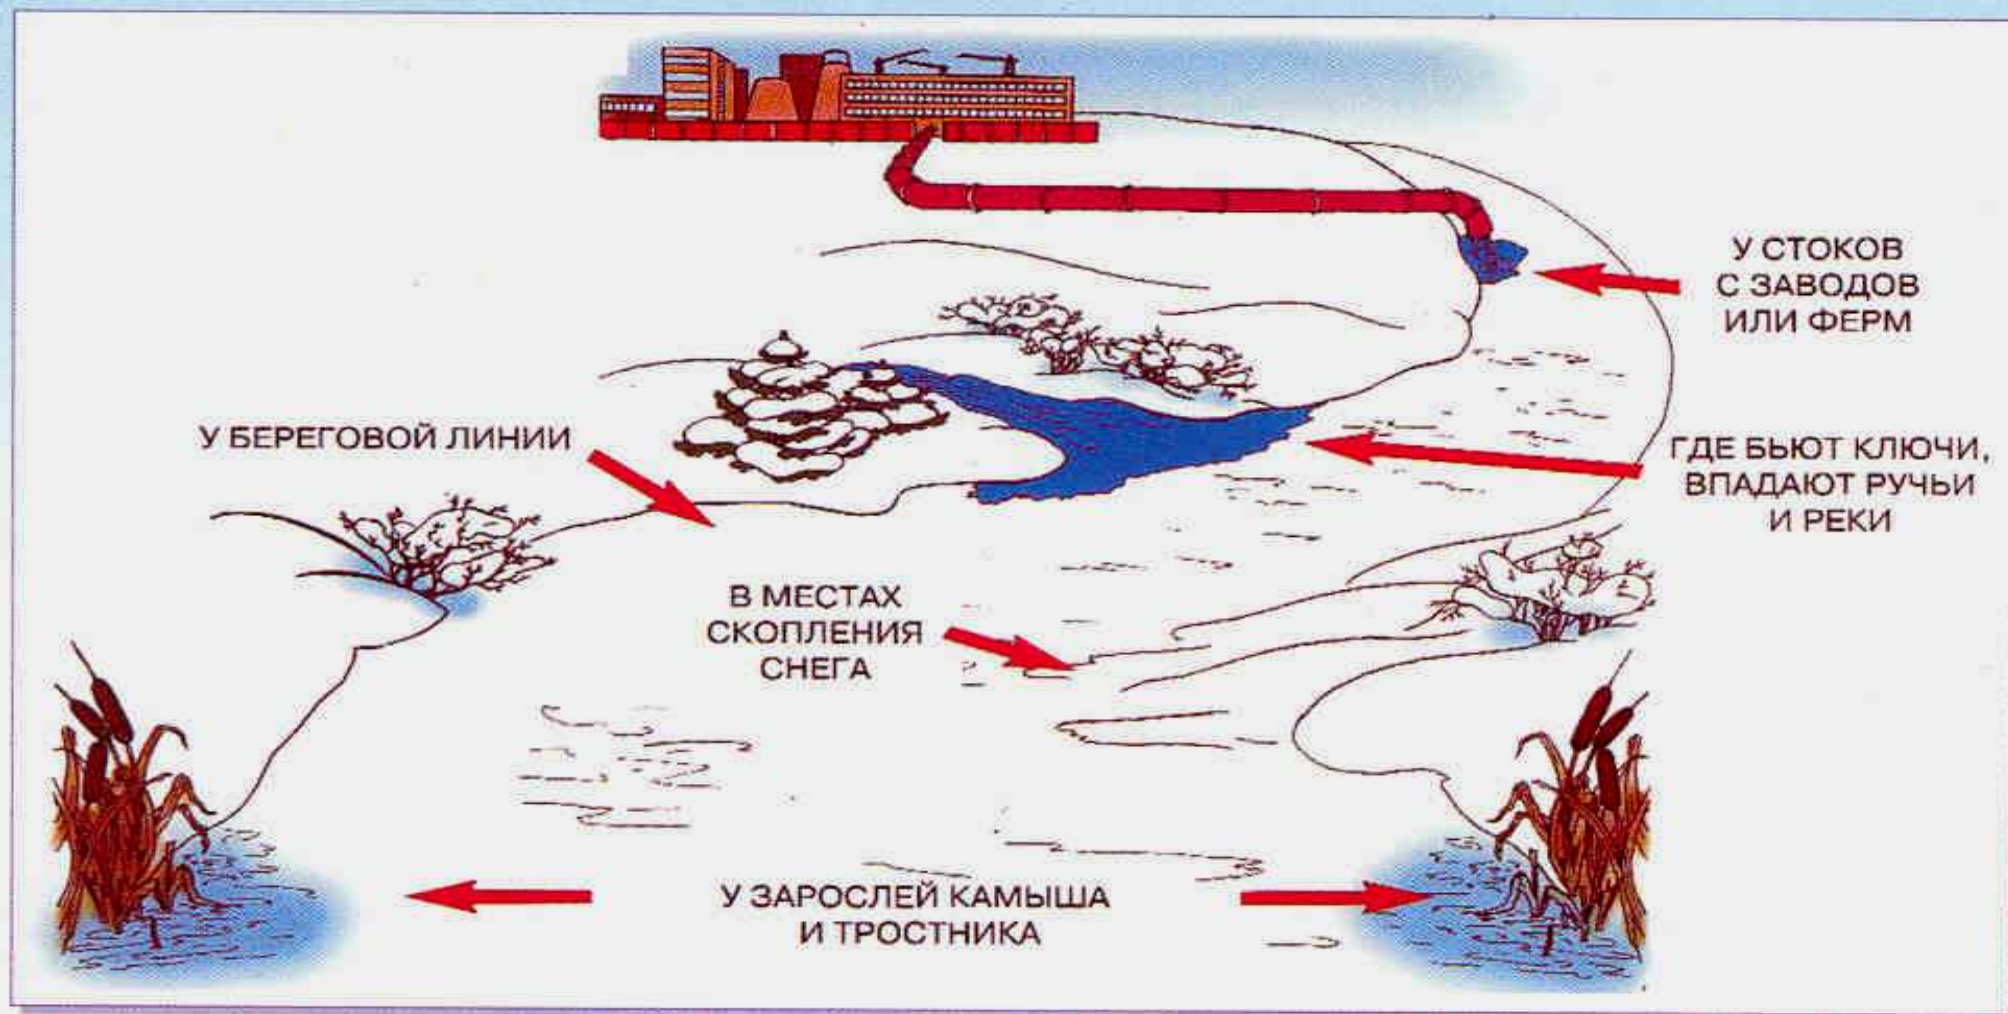 У СТОКОВ
С ЗАВОДОВ
ИЛИ ФЕРМ
У БЕРЕГОВОЙ ЛИНИИ
ГДЕ БЬЮТ КЛЮЧИ,
ВПАДАЮТ РУЧЬИ
И РЕКИ
В МЕСТАХ
СКОПЛЕНИЯ
СНЕГА
У ЗАРОСЛЕЙ КАМЫША
И ТРОСТНИКА